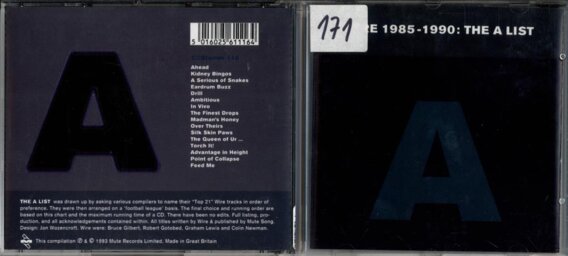 A
5016025611164
Ahead
Kidney Bingos
A Serious of Snakes
Eardrum Buzz
Drill
Ambitious
In Vivo
The Finest Drops
Madman's Honey
Over Theirs
Silk Skin Paws
The Queen of Ur ...
Torch It!
Advantage in Height
Point of Collapse
Feed Me
THE A LIST was drawn up by asking various compilers to name their "Top 21" Wire tracks in order of
preference. They were then arranged on a 'football league' basis. The final choice and running order are
based on this chart and the maximum running time of a CD. There have been no edits. Full listing, pro-
duction, and all acknowledgements contained within. All titles written by Wire & published by Mute Song.
Design: Jon Wozencroft. Wire were: Bruce Gilbert, Robert Gotobed, Graham Lewis and Colin Newman.
This compilation ℗ & © 1993 Mute Records Limited. Made in Great Britain
171
RE 1985-1990: THE A LIST
A